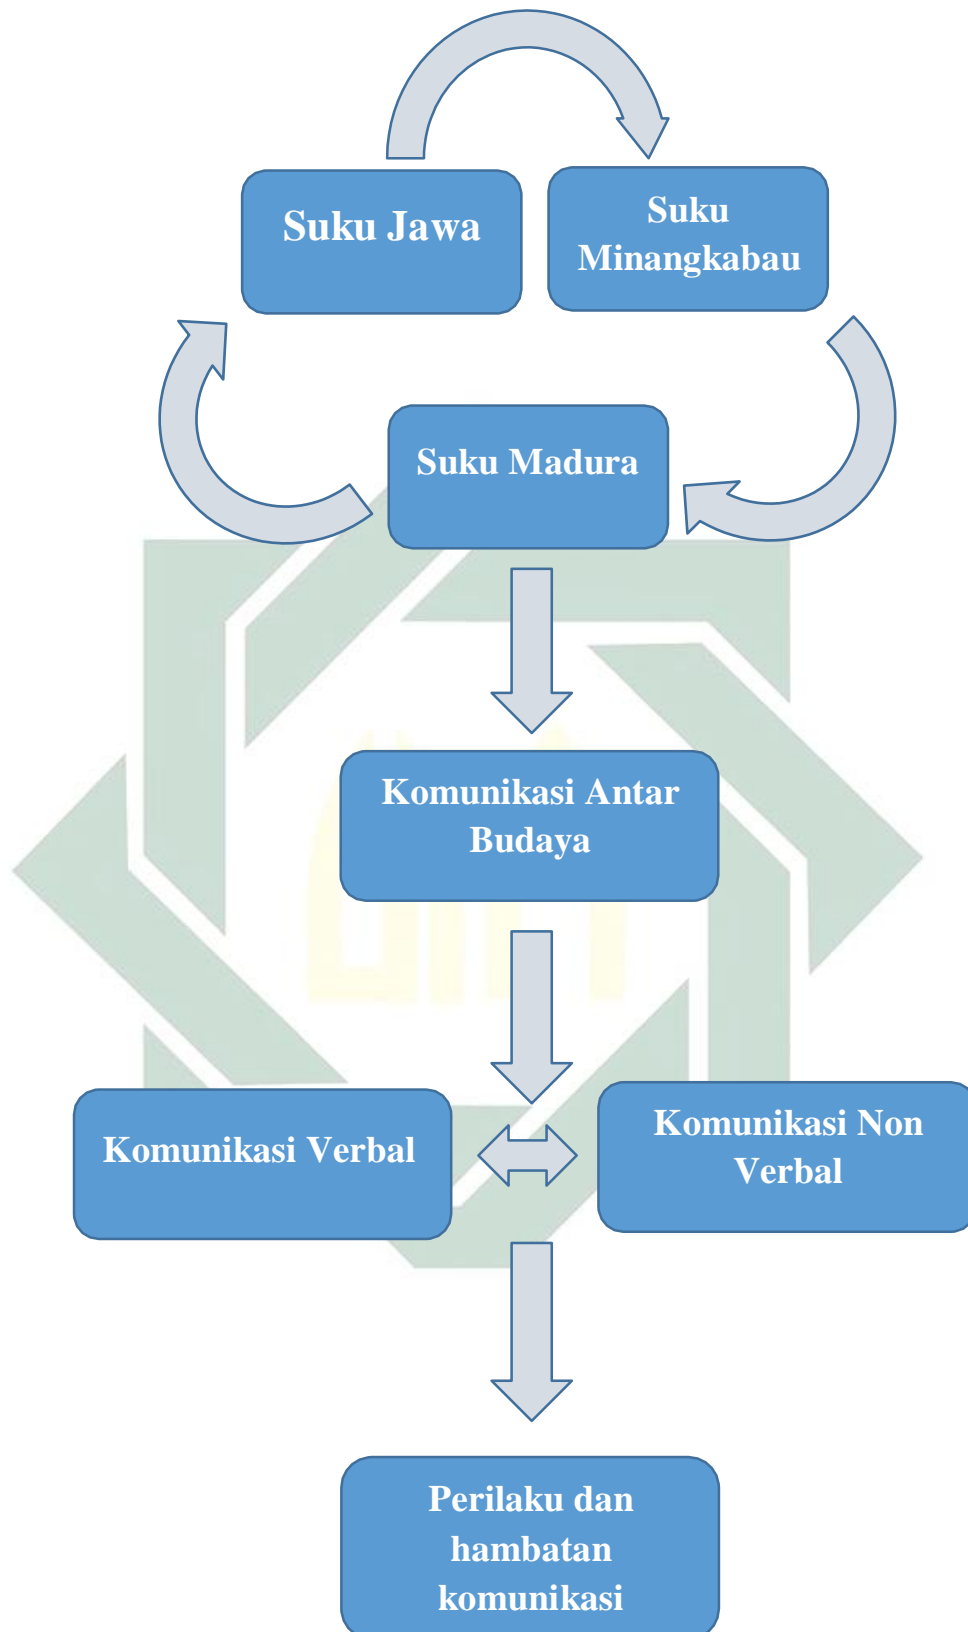 Suku Jawa
Suku
Minangkabau
Suku Madura
Komunikasi Antar
Budaya
Komunikasi Verbal
Komunikasi Non
Verbal
Perilaku dan
hambatan
komunikasi